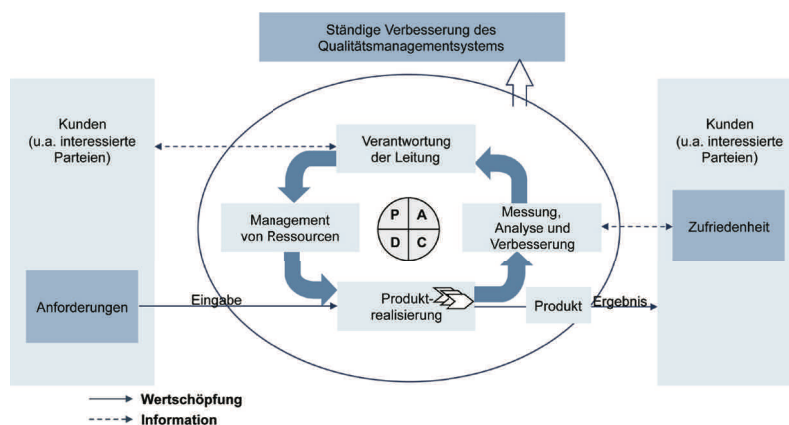 Ständige Verbesserung des
Qualitätsmanagementsystems
Kunden
(u.a. interessierte
Parteien)
Anforderungen
Eingabe
Verantwortung
der Leitung
Management
von Ressourcen
P A
D C
Messung,
Analyse und
Verbesserung
Produkt-
realisierung
Produkt
Ergebnis
Kunden
(u.a. interessierte
Parteien)
Zufriedenheit
Wertschöpfung
Information